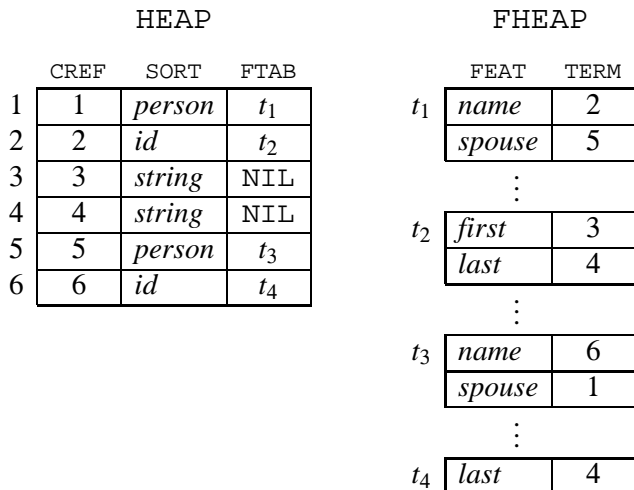 HEAP FHEAP
CREF SORT FTAB FEAT TERM
1 1 person t1 t1 name 2
2 2 id t2 spouse 5
3 3 string NIL ⋮
4 4 string NIL t2 first 3
5 5 person t3 last 4
6 6 id t4 ⋮
t3 name 6
spouse 1
⋮
t4 last 4